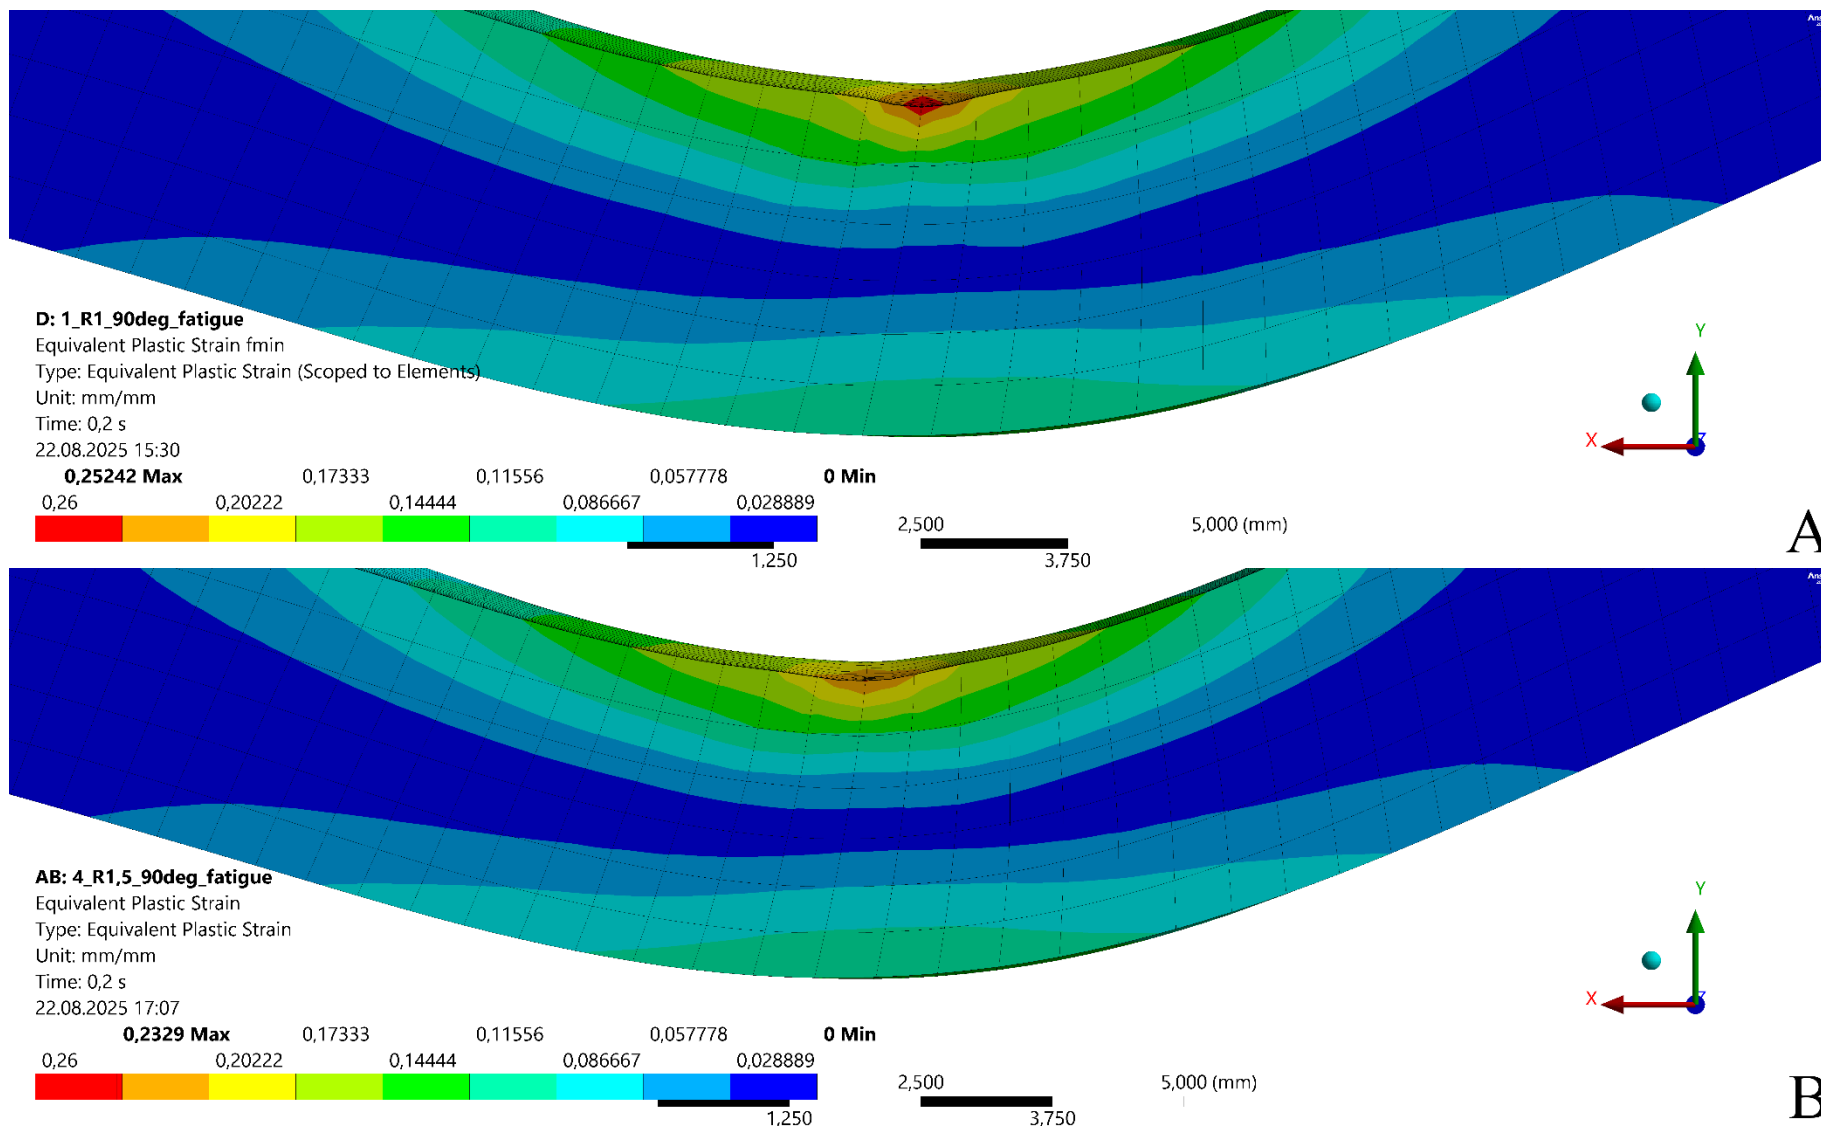 D: 1_R1_90deg_fatigue
Equivalent Plastic Strain fmin
Type: Equivalent Plastic Strain (Scoped to Elements)
Unit: mm/mm
Time: 0,2 s
22.08.2025 15:30
0,25242 Max 0,17333 0,11556 0,057778 0 Min
0,26 0,20222 0,14444 0,086667 0,028889
2,500 5,000 (mm)
1,250 3,750
Y
X
Z
A
AB: 4_R1,5_90deg_fatigue
Equivalent Plastic Strain
Type: Equivalent Plastic Strain
Unit: mm/mm
Time: 0,2 s
22.08.2025 17:07
0,2329 Max 0,17333 0,11556 0,057778 0 Min
0,26 0,20222 0,14444 0,086667 0,028889
2,500 5,000 (mm)
1,250 3,750
Y
X
Z
B